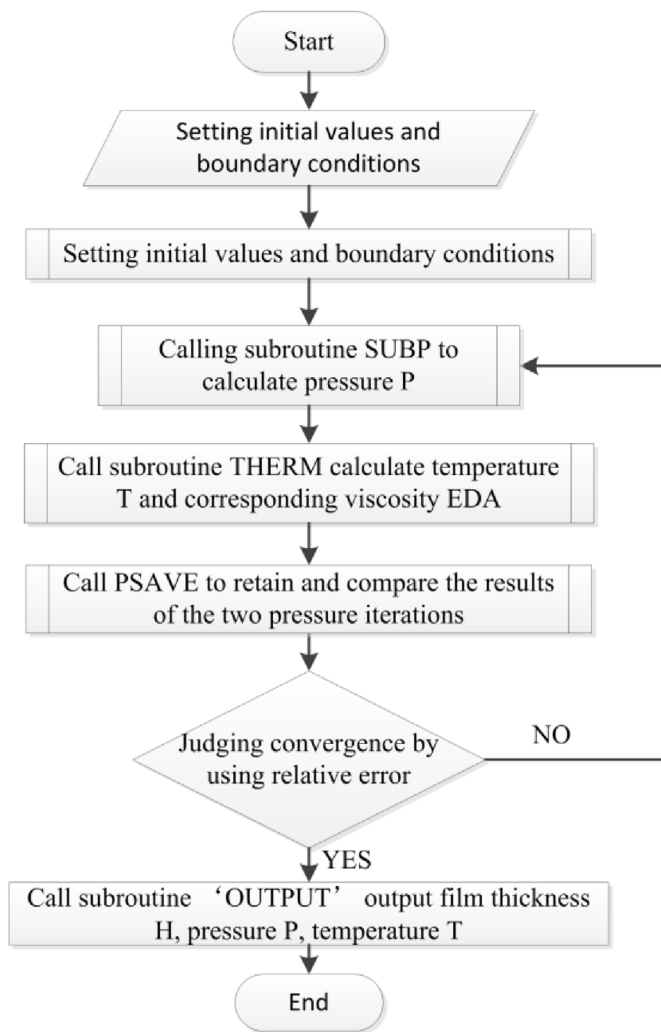 Start
Setting initial values and
boundary conditions
Setting initial values and boundary conditions
Calling subroutine SUBP to
calculate pressure P
Call subroutine THERM calculate temperature
T and corresponding viscosity EDA
Call PSAVE to retain and compare the results
of the two pressure iterations
Judging convergence by
using relative error
NO
YES
Call subroutine ‘OUTPUT’ output film thickness
H, pressure P, temperature T
End